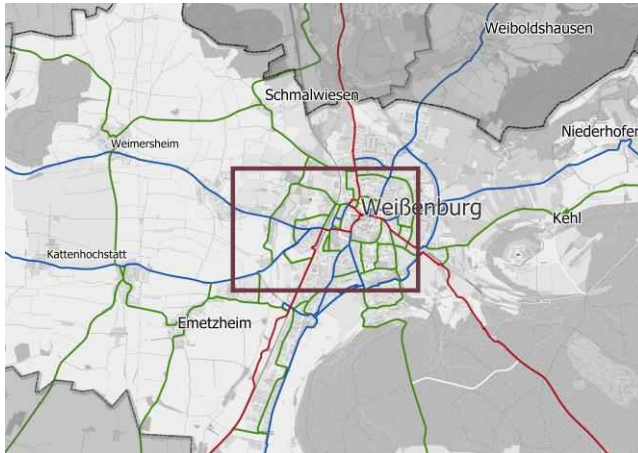 Weiboldshausen
Schmalwiesen
Niederhofen
Weimersheim
Weißenburg
Kehl
Kattenhochstatt
Emetzheim